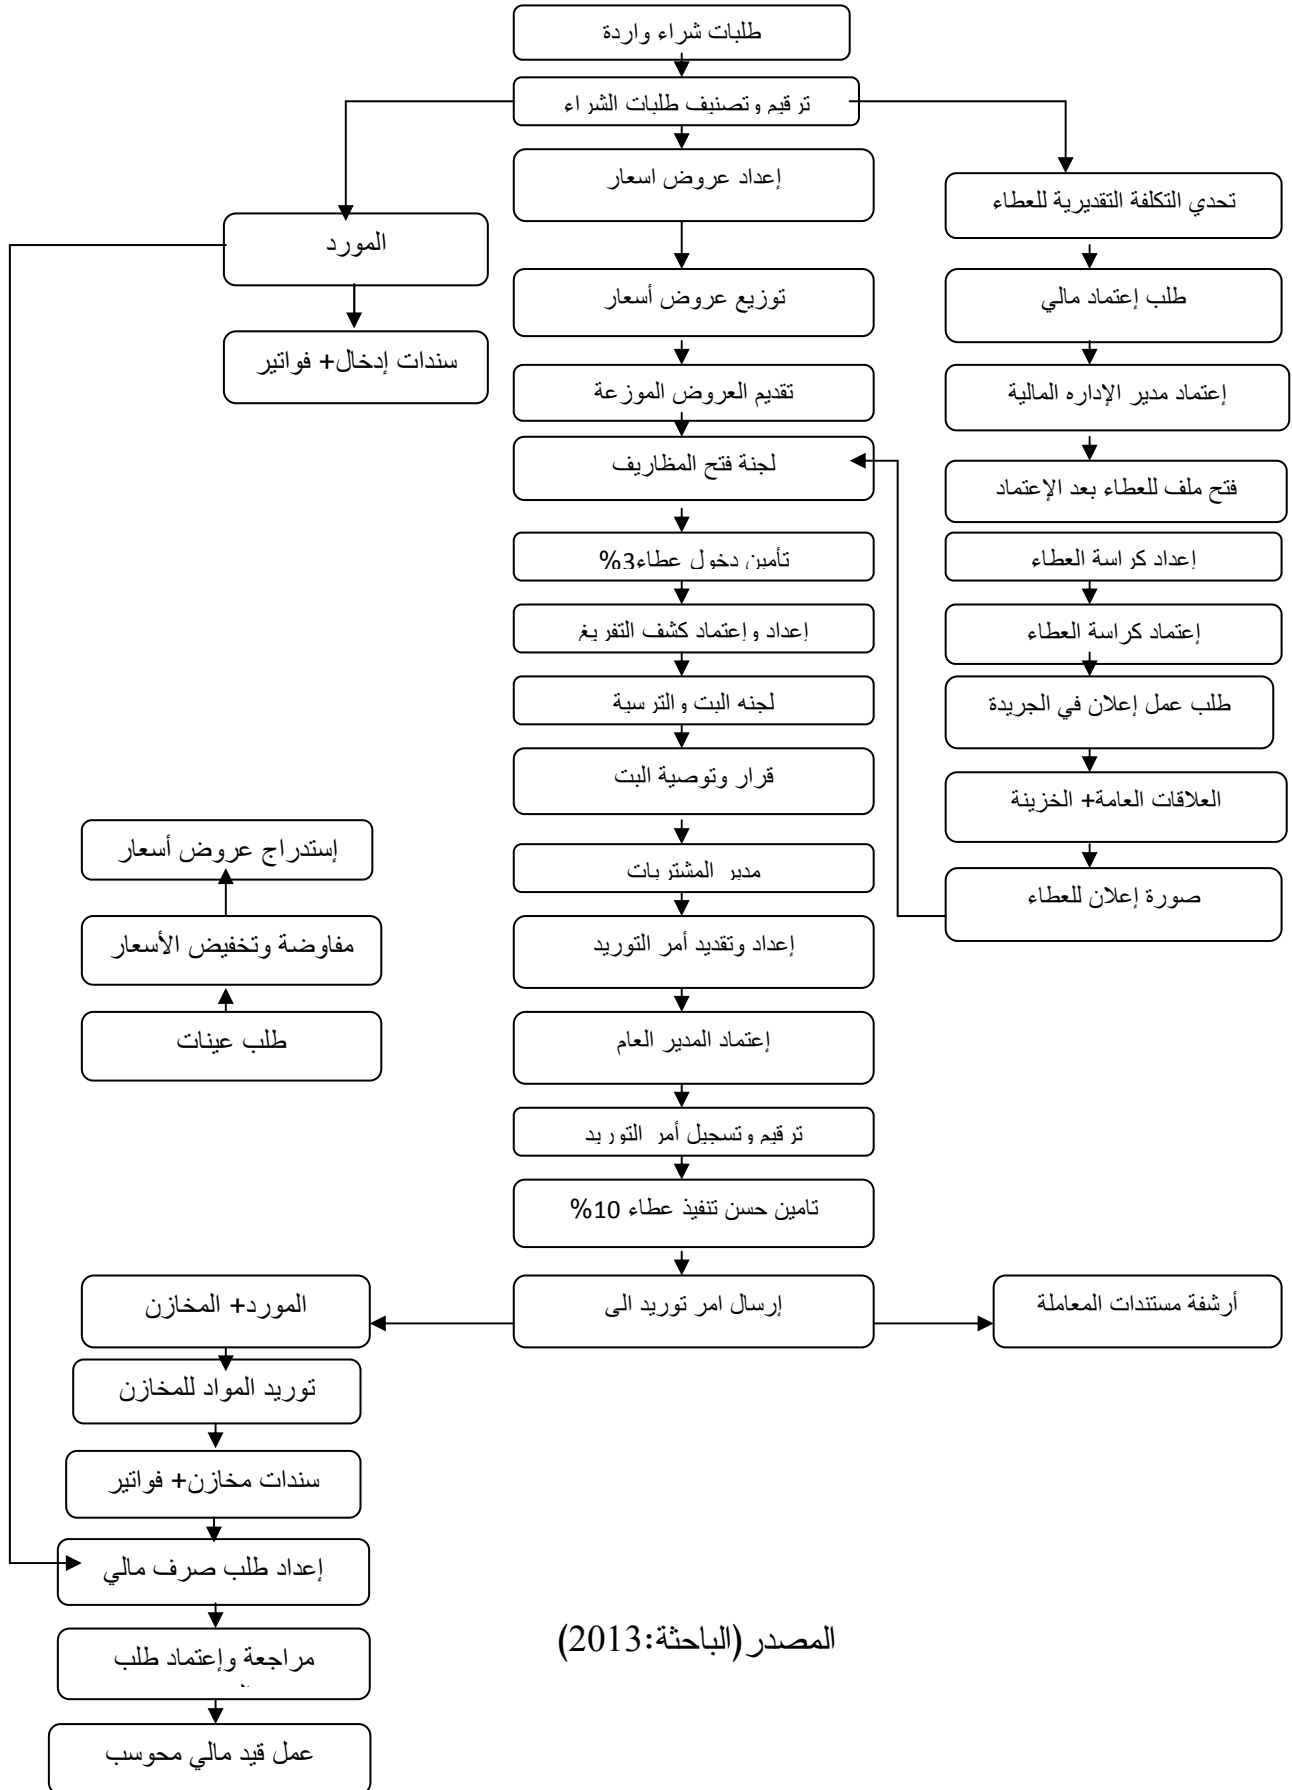 طلبات شراء واردة
ترقيم وتصنيف طلبات الشراء
إعداد عروض اسعار
تحدي التكلفة التقديرية للعطاء
المورد
توزيع عروض أسعار
طلب إعتماد مالي
سندات إدخال+ فواتير
تقديم العروض الموزعة
إعتماد مدير الإداره المالية
لجنة فتح المظاريف
فتح ملف للعطاء بعد الإعتماد
تأمين دخول عطاء3%
إعداد كراسة العطاء
إعداد وإعتماد كشف التفريغ
إعتماد كراسة العطاء
لجنه البت والترسية
طلب عمل إعلان في الجريدة
قرار وتوصية البت
العلاقات العامة+ الخزينة
إستدراج عروض أسعار
مدير المشتريات
صورة إعلان للعطاء
مفاوضة وتخفيض الأسعار
إعداد وتقديد أمر التوريد
طلب عينات
إعتماد المدير العام
ترقيم وتسجيل أمر التوريد
تامين حسن تنفيذ عطاء 10%
المورد+ المخازن
إرسال امر توريد الى
أرشفة مستندات المعاملة
توريد المواد للمخازن
سندات مخازن+ فواتير
إعداد طلب صرف مالي
المصدر (الباحثة:2013)
مراجعة وإعتماد طلب
عمل قيد مالي محوسب